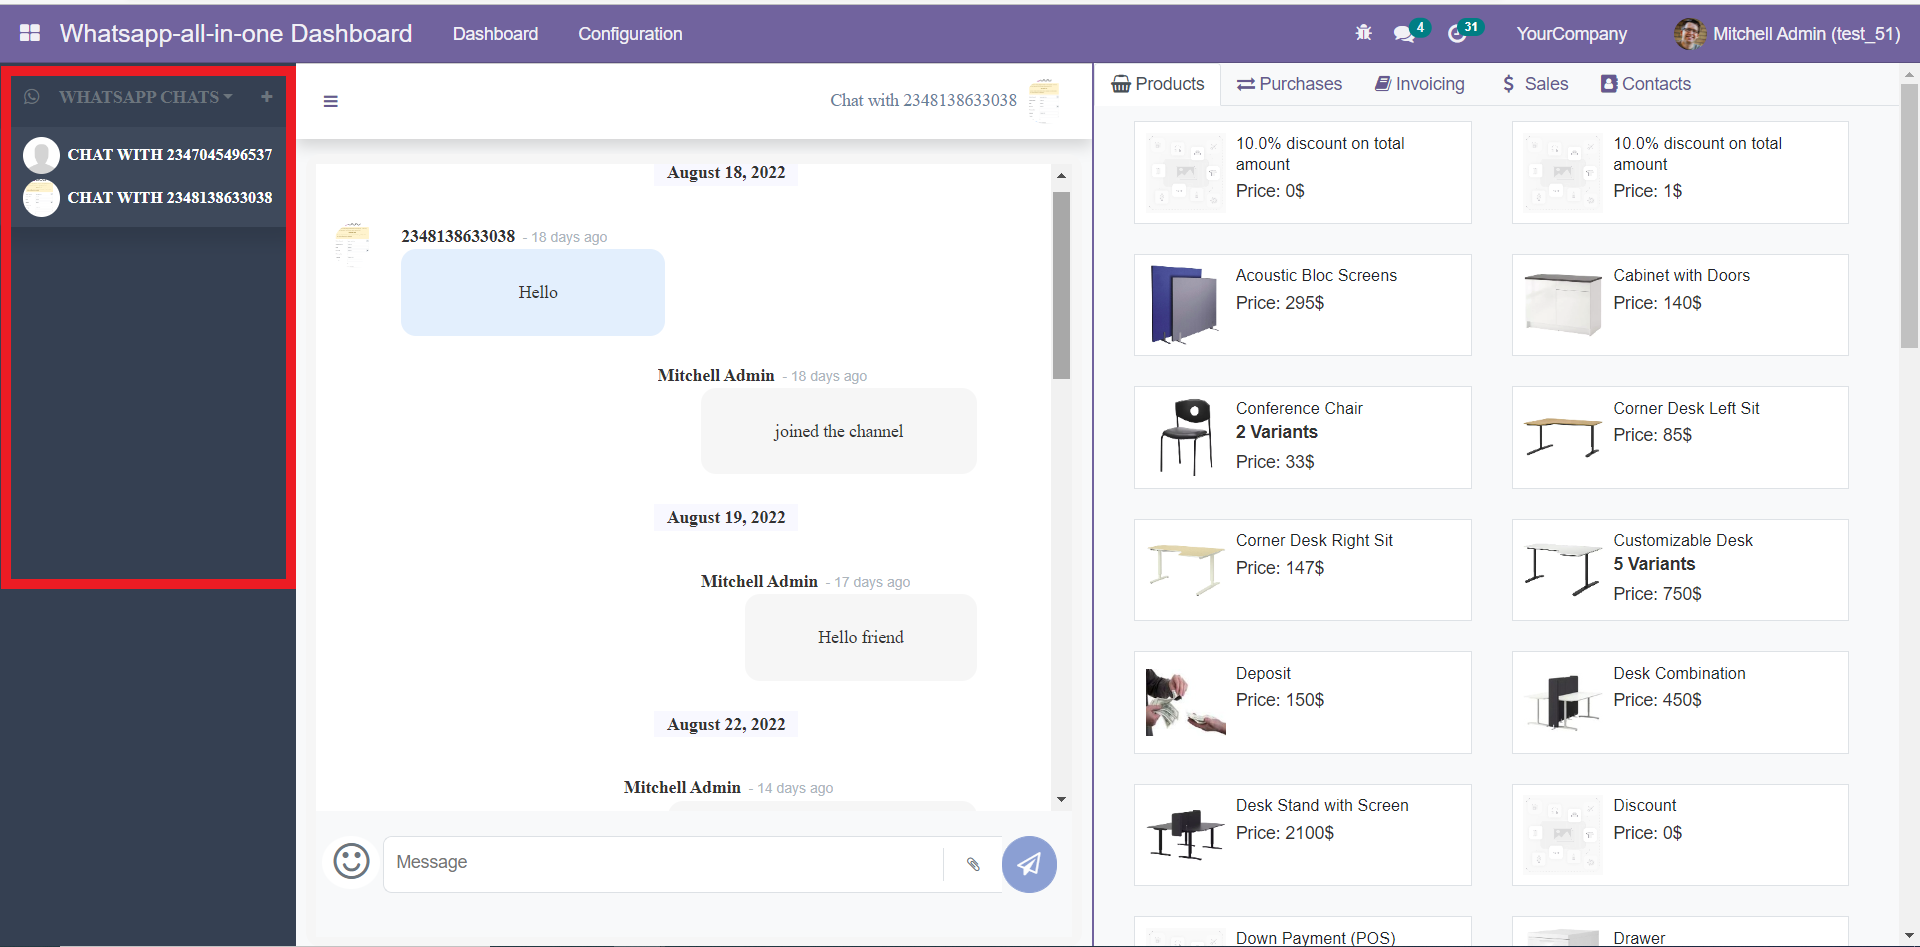 Whatsapp-all-in-one Dashboard Dashboard Configuration 4 31 YourCompany Mitchell Admin (test_51)
WHATSAPP CHATS +
CHAT WITH 2347045496537
CHAT WITH 2348138633038
Chat with 2348138633038
August 18, 2022
2348138633038 - 18 days ago
Hello
Mitchell Admin - 18 days ago
joined the channel
August 19, 2022
Mitchell Admin - 17 days ago
Hello friend
August 22, 2022
Mitchell Admin - 14 days ago
Message
Products Purchases Invoicing $ Sales Contacts
10.0% discount on total
amount
Price: 0$
10.0% discount on total
amount
Price: 1$
Acoustic Bloc Screens
Price: 295$
Cabinet with Doors
Price: 140$
Conference Chair
2 Variants
Price: 33$
Corner Desk Left Sit
Price: 85$
Corner Desk Right Sit
Price: 147$
Customizable Desk
5 Variants
Price: 750$
Deposit
Price: 150$
Desk Combination
Price: 450$
Desk Stand with Screen
Price: 2100$
Discount
Price: 0$
Down Payment (POS)
Drawer